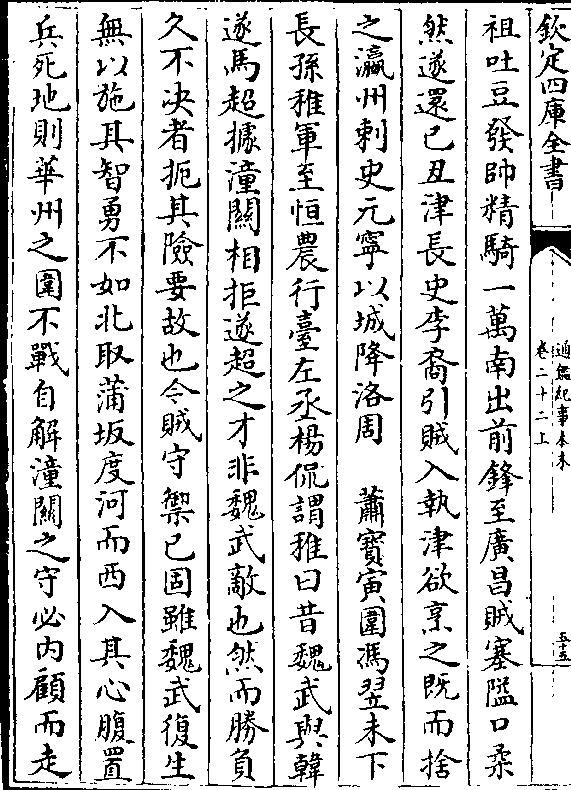 欽定四庫全書
通鑑紀事本末
卷二十二上
五十五
祖吐豆發帥精騎一萬南出前鋒至廣昌賊塞隘口柔
然遂還已丑津長史李裔引賊入執津欲烹之既而捨
之瀛州刺史元寧以城降洛周　蕭寳寅圍馮翌未下
長孫稚軍至恒農行臺左丞楊侃謂稚曰昔魏武與韓
遂馬超據潼關相拒遂超之才非魏武敵也然而勝負
久不決者扼其險要故也令賊守禦已固雖魏武復生
無以施其智勇不如北取蒲坂度河而西入其心腹置
兵死地則華州之圍不戰自解潼關之守必内顧而走